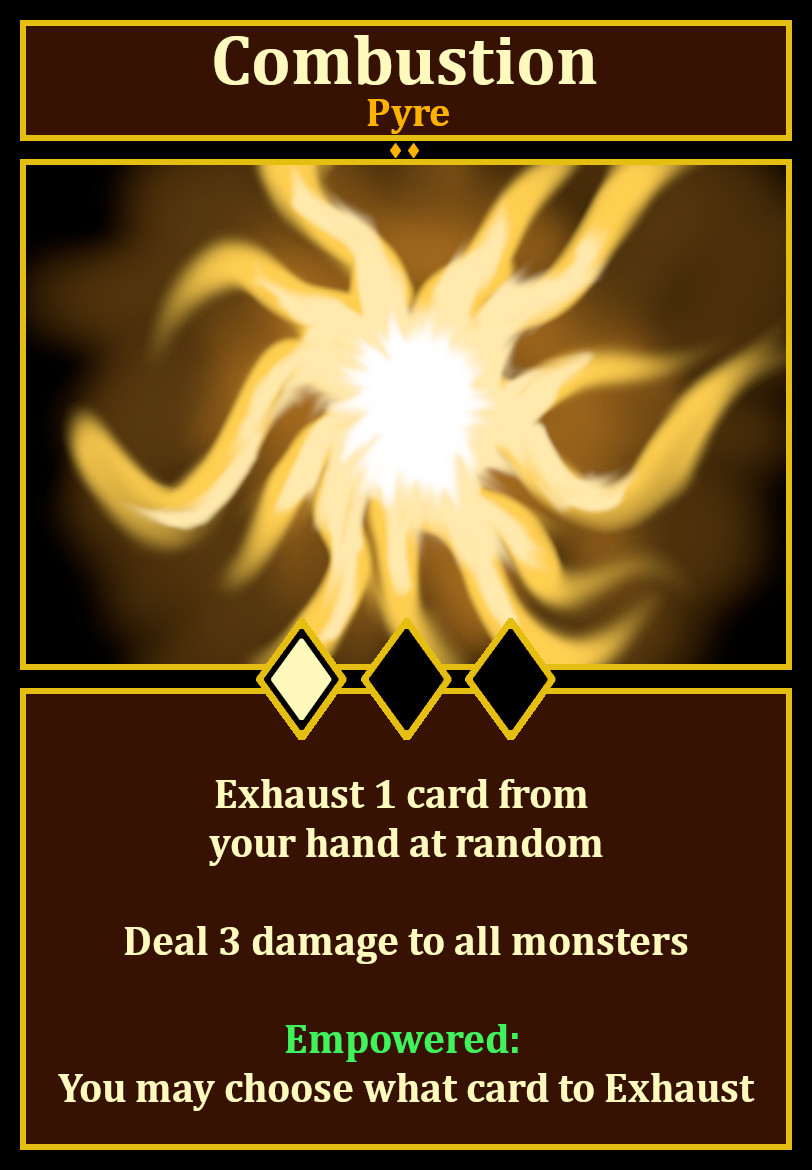 Combustion
Pyre
Exhaust 1 card from
your hand at random
Deal 3 damage to all monsters
Empowered:
You may choose what card to Exhaust